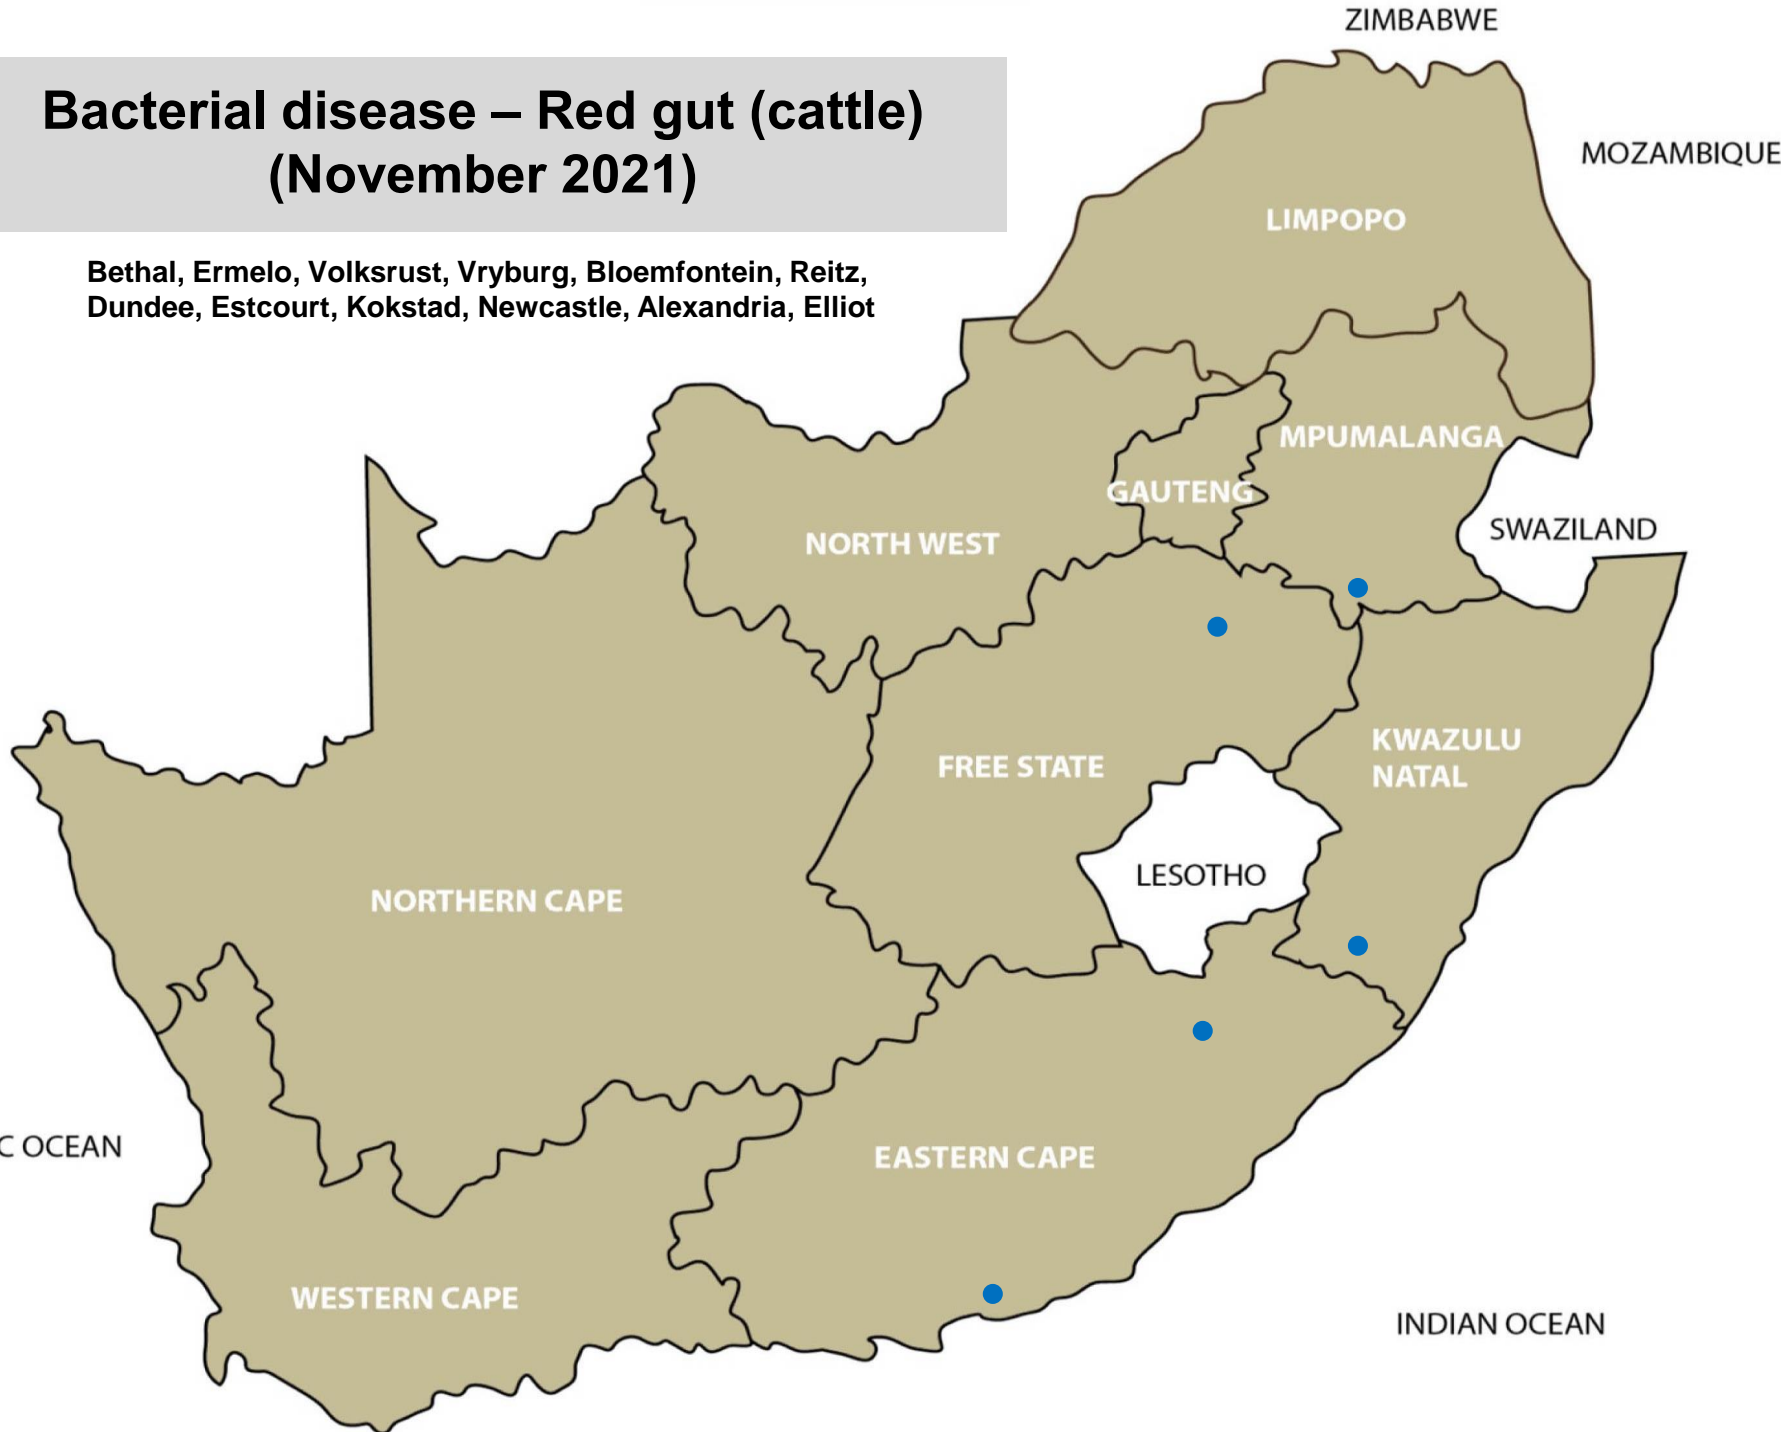 ZIMBABWE
Bacterial disease – Red gut (cattle)
(November 2021)
MOZAMBIQUE
LIMPOPO
Bethal, Ermelo, Volksrust, Vryburg, Bloemfontein, Reitz,
Dundee, Estcourt, Kokstad, Newcastle, Alexandria, Elliot
MPUMALANGA
GAUTENG
SWAZILAND
NORTH WEST
KWAZULU
NATAL
FREE STATE
LESOTHO
NORTHERN CAPE
C OCEAN
EASTERN CAPE
WESTERN CAPE
INDIAN OCEAN